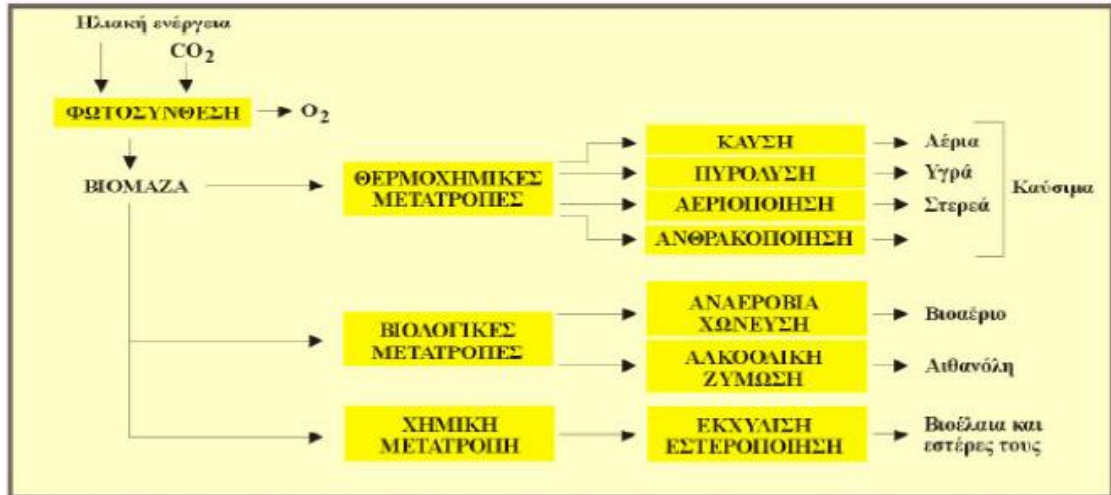 Ηλιακή ενέργεια
CO2
ΦΩΤΟΣΥΝΘΕΣΗ
O2
ΒΙΟΜΑΖΑ
ΘΕΡΜΟΧΗΜΙΚΕΣ
ΜΕΤΑΤΡΟΠΕΣ
ΚΑΥΣΗ
Αέρια
ΠΥΡΟΛΥΣΗ
Υγρά
ΑΕΡΙΟΠΟΙΗΣΗ
Στερεά
ΑΝΘΡΑΚΟΠΟΙΗΣΗ
Καύσιμα
ΒΙΟΛΟΓΙΚΕΣ
ΜΕΤΑΤΡΟΠΕΣ
ΑΝΑΕΡΟΒΙΑ
ΧΩΝΕΥΣΗ
Βιοαέριο
ΑΛΚΟΟΛΙΚΗ
ΖΥΜΩΣΗ
Αιθανόλη
ΧΗΜΙΚΗ
ΜΕΤΑΤΡΟΠΗ
ΕΚΧΥΛΙΣΗ
ΕΣΤΕΡΟΠΟΙΗΣΗ
Βιοέλαια και
εστέρες τους